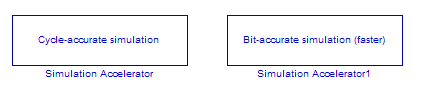 Cycle-accurate simulation
Simulation Accelerator
Bit-accurate simulation (faster)
Simulation Accelerator1